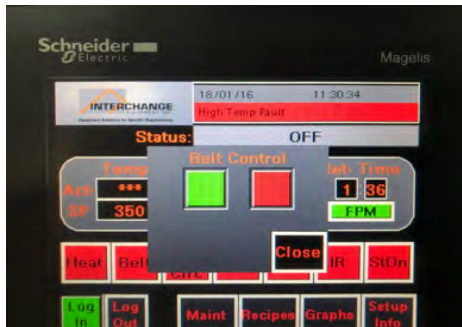 Schneider
Electric
Magelis
INTERCHANGE
18/01/16 11:30:34
High Temp Fault
Status: OFF
Belt Control
Temp Time
Act ***
1 36
SP 350 FPM
Close
Heat Belt IR StDn
Log In Log Out Maint Recipes Graphs Setup Info